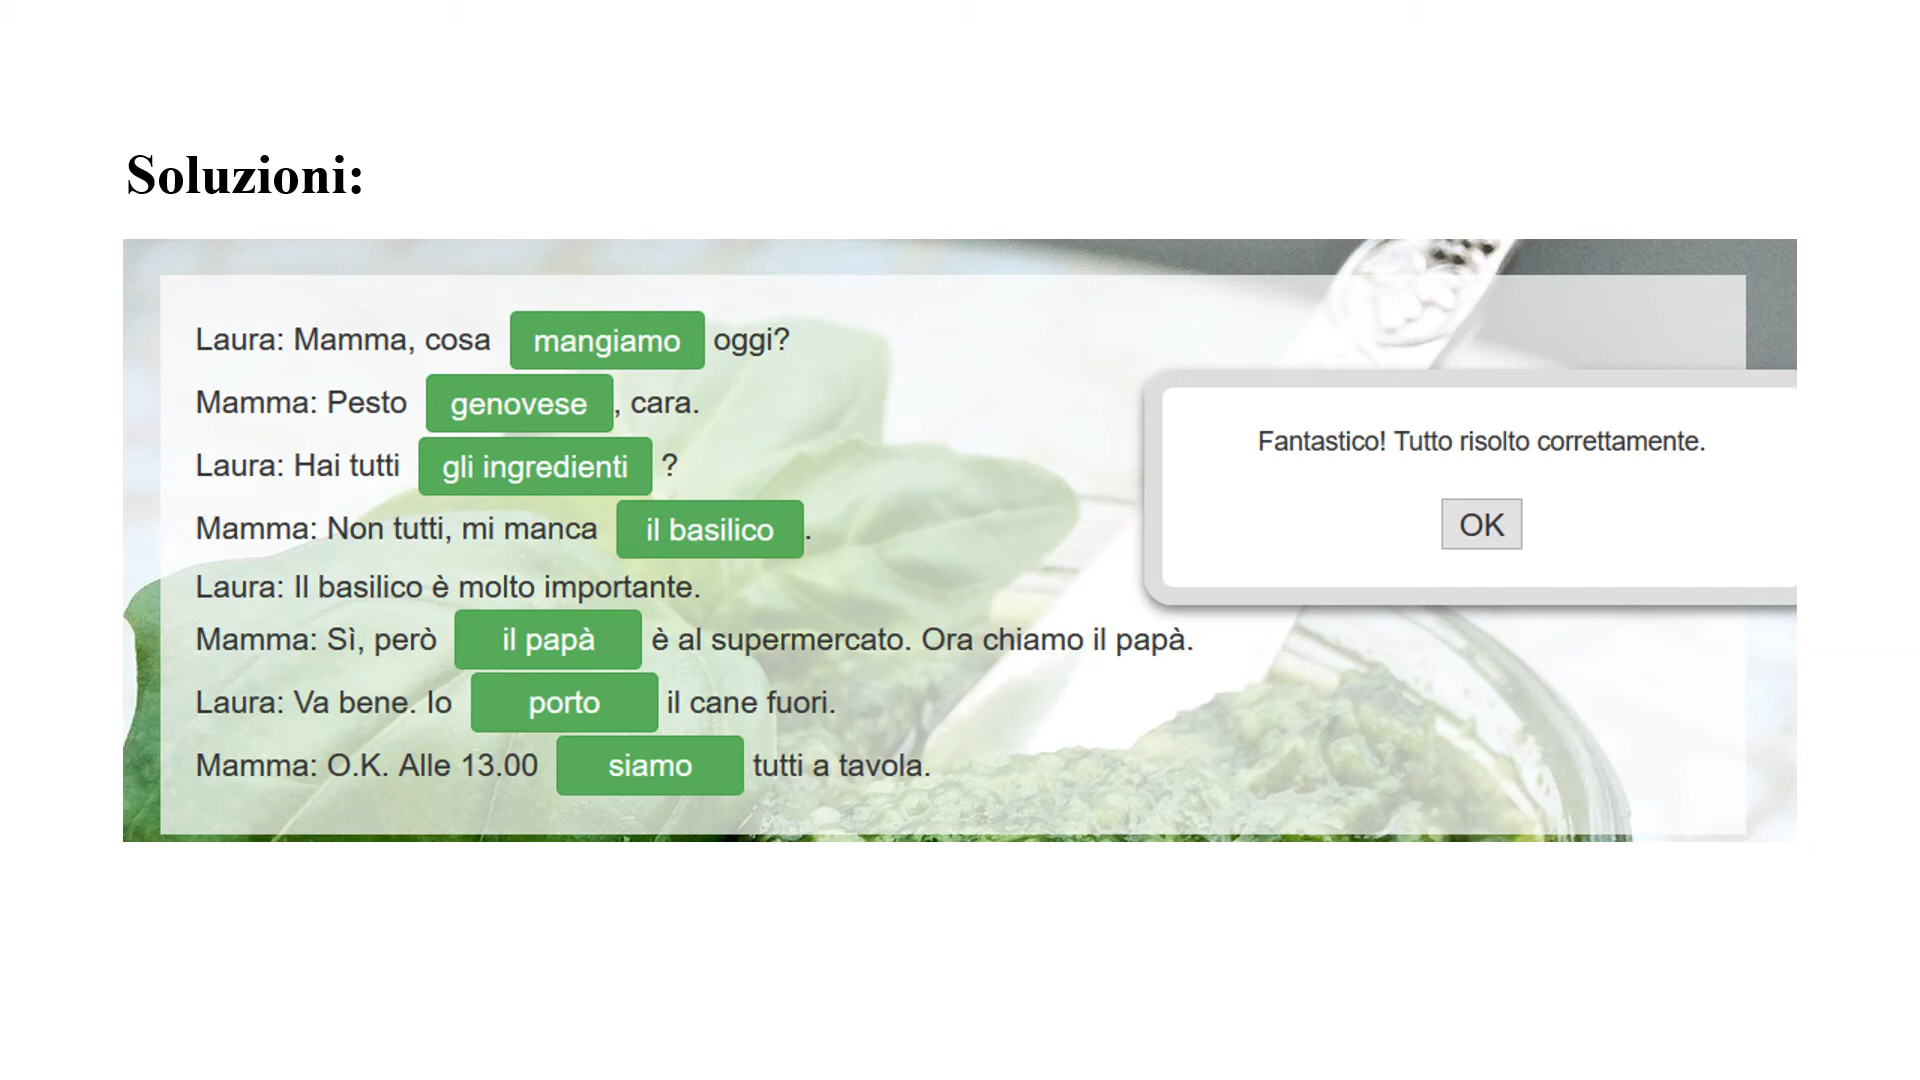 Soluzioni:
Laura: Mamma, cosa mangiamo oggi?
Mamma: Pesto genovese, cara.
Laura: Hai tutti gli ingredienti ?
Mamma: Non tutti, mi manca il basilico.
Laura: Il basilico è molto importante.
Mamma: Sì, però il papà è al supermercato. Ora chiamo il papà.
Laura: Va bene. Io porto il cane fuori.
Mamma: O.K. Alle 13.00 siamo tutti a tavola.
Fantastico! Tutto risolto correttamente.
OK